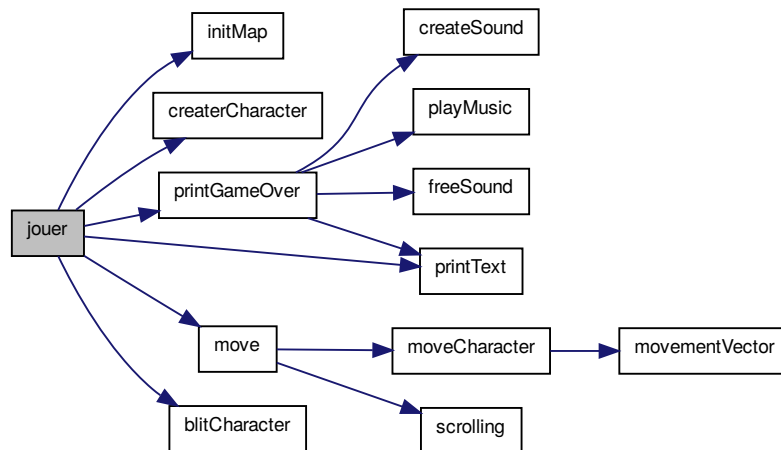 initMap
createSound
createrCharacter
playMusic
printGameOver
freeSound
jouer
printText
move
moveCharacter
movementVector
blitCharacter
scrolling